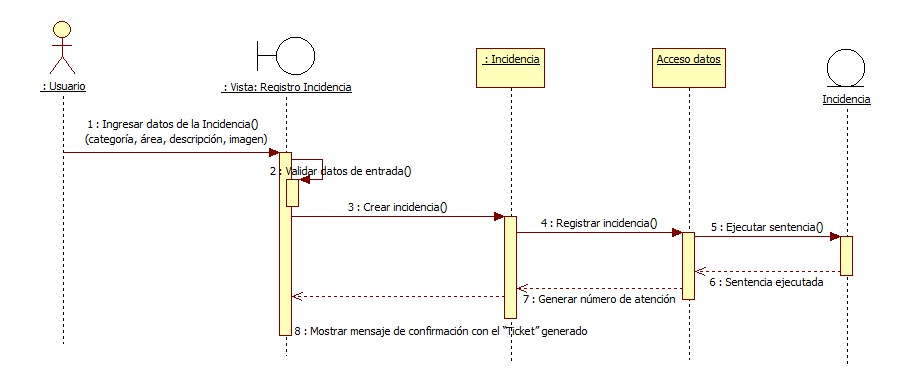 : Usuario
: Vista: Registro Incidencia
: Incidencia
Acceso datos
Incidencia
1 : Ingresar datos de la Incidencia()
(categoría, área, descripción, imagen)
2 : Validar datos de entrada()
3 : Crear incidencia()
4 : Registrar incidencia()
5 : Ejecutar sentencia()
6 : Sentencia ejecutada
7 : Generar número de atención
8 : Mostrar mensaje de confirmación con el "Ticket" generado